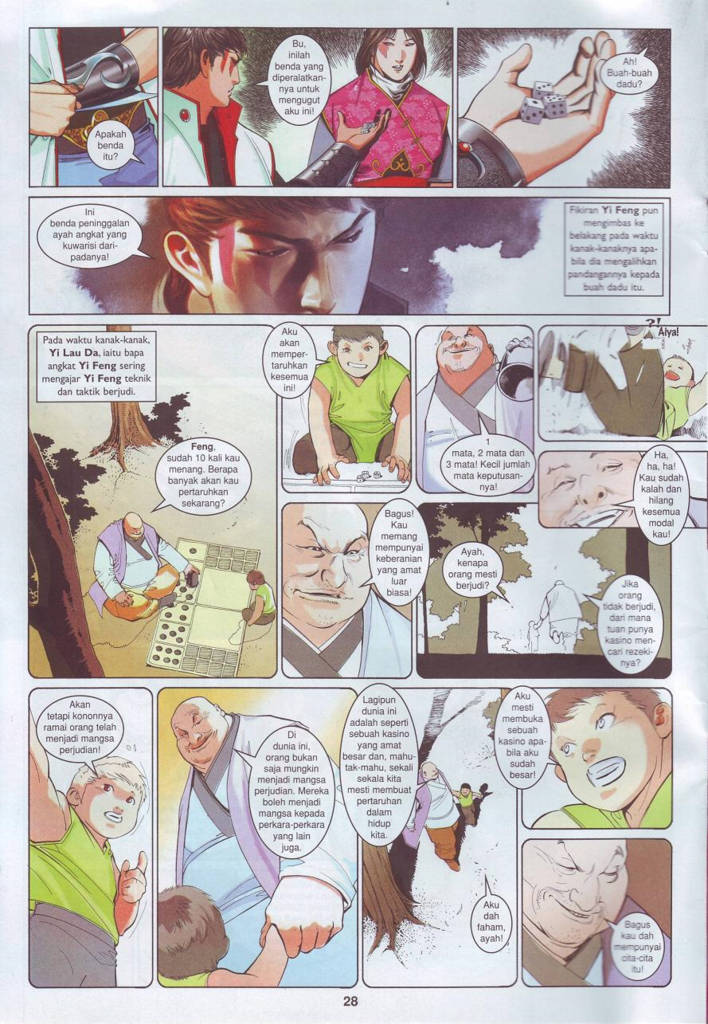 Apakah
benda
itu?
Bu,
inilah
benda yang
diperalatkan-
nya untuk
mengugut
aku ini!
Ah!
Buah-buah
dadu?
Ini
benda peninggalan
ayah angkat yang
kuwarisi dari-
padanya!
Fikiran Yi Feng pun
mengimbas ke
belakang pada waktu
kanak-kanaknya apa-
bila dia mengalihkan
pandangannya kepada
buah dadu itu.
Pada waktu kanak-kanak,
Yi Lau Da, iaitu bapa
angkat Yi Feng sering
mengajar Yi Feng teknik
dan taktik berjudi.
Feng,
sudah 10 kali kau
menang. Berapa
banyak akan kau
pertaruhkan
sekarang?
Aku
akan
memper-
taruhkan
kesemua
ini!
1
mata, 2 mata dan
3 mata! Kecil jumlah
mata keputusan-
nya!
?!
Aiya!
Ha,
ha, ha!
Kau sudah
kalah dan
hilang
kesemua
modal
kau!
Bagus!
Kau
memang
mempunyai
keberanian
yang amat
luar
biasa!
Ayah,
kenapa
orang mesti
berjudi?
Jika
orang
tidak berjudi,
dari mana
tuan punya
kasino men-
cari rezeki-
nya?
Akan
tetapi kononnya
ramai orang telah
menjadi mangsa
perjudian!
Di
dunia ini,
orang bukan
saja mungkin
menjadi mangsa
perjudian. Mereka
boleh menjadi
mangsa kepada
perkara-perkara
yang lain
juga.
Lagipun
dunia ini
adalah seperti
sebuah kasino
yang amat
besar dan, mahu-
tak-mahu, sekali
sekala kita
mesti membuat
pertaruhan
dalam
hidup
kita.
Aku
dah
faham,
ayah!
Aku
mesti
membuka
sebuah
kasino apa-
bila aku
sudah
besar!
Bagus
kau dah
mempunyai
cita-cita
itu!
28